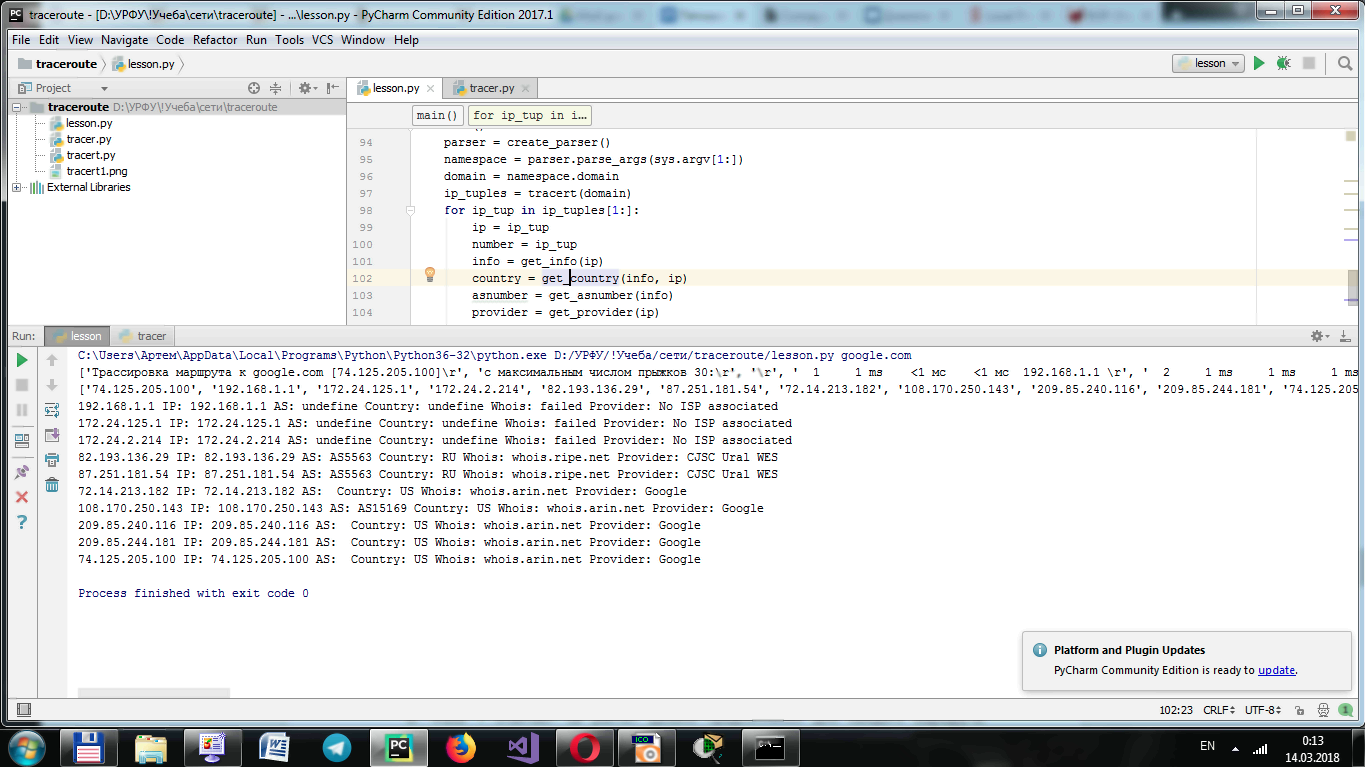 traceroute - [D:\УРФУ\!Учеба\сети\traceroute] - ...\lesson.py - PyCharm Community Edition 2017.1
File Edit View Navigate Code Refactor Run Tools VCS Window Help
traceroute lesson.py lesson
Project
lesson.py tracer.py
traceroute D:\УРФУ\!Учеба\сети\traceroute
lesson.py
tracer.py
tracert.py
tracert1.png
External Libraries
main() for ip_tup in i...
94 parser = create_parser()
95 namespace = parser.parse_args(sys.argv[1:])
96 domain = namespace.domain
97 ip_tuples = tracert(domain)
98 for ip_tup in ip_tuples[1:]:
99 ip = ip_tup
100 number = ip_tup
101 info = get_info(ip)
102 country = get_country(info, ip)
103 asnumber = get_asnumber(info)
104 provider = get_provider(ip)
Run: lesson tracer
C:\Users\Артем\AppData\Local\Programs\Python\Python36-32\python.exe D:/УРФУ/!Учеба/сети/traceroute/lesson.py google.com
['Трассировка маршрута к google.com [74.125.205.100]\r', 'с максимальным числом прыжков 30:\r', '\r', ' 1 1 ms <1 мс <1 мс 192.168.1.1 \r', ' 2 1 ms 1 ms 1 ms
['74.125.205.100', '192.168.1.1', '172.24.125.1', '172.24.2.214', '82.193.136.29', '87.251.181.54', '72.14.213.182', '108.170.250.143', '209.85.240.116', '209.85.244.181', '74.125.205
192.168.1.1 IP: 192.168.1.1 AS: undefine Country: undefine Whois: failed Provider: No ISP associated
172.24.125.1 IP: 172.24.125.1 AS: undefine Country: undefine Whois: failed Provider: No ISP associated
172.24.2.214 IP: 172.24.2.214 AS: undefine Country: undefine Whois: failed Provider: No ISP associated
82.193.136.29 IP: 82.193.136.29 AS: AS5563 Country: RU Whois: whois.ripe.net Provider: CJSC Ural WES
87.251.181.54 IP: 87.251.181.54 AS: AS5563 Country: RU Whois: whois.ripe.net Provider: CJSC Ural WES
72.14.213.182 IP: 72.14.213.182 AS:  Country: US Whois: whois.arin.net Provider: Google
108.170.250.143 IP: 108.170.250.143 AS: AS15169 Country: US Whois: whois.arin.net Provider: Google
209.85.240.116 IP: 209.85.240.116 AS:  Country: US Whois: whois.arin.net Provider: Google
209.85.244.181 IP: 209.85.244.181 AS:  Country: US Whois: whois.arin.net Provider: Google
74.125.205.100 IP: 74.125.205.100 AS:  Country: US Whois: whois.arin.net Provider: Google
Process finished with exit code 0
Platform and Plugin Updates
PyCharm Community Edition is ready to update.
102:23 CRLF UTF-8 1
EN 0:13
14.03.2018